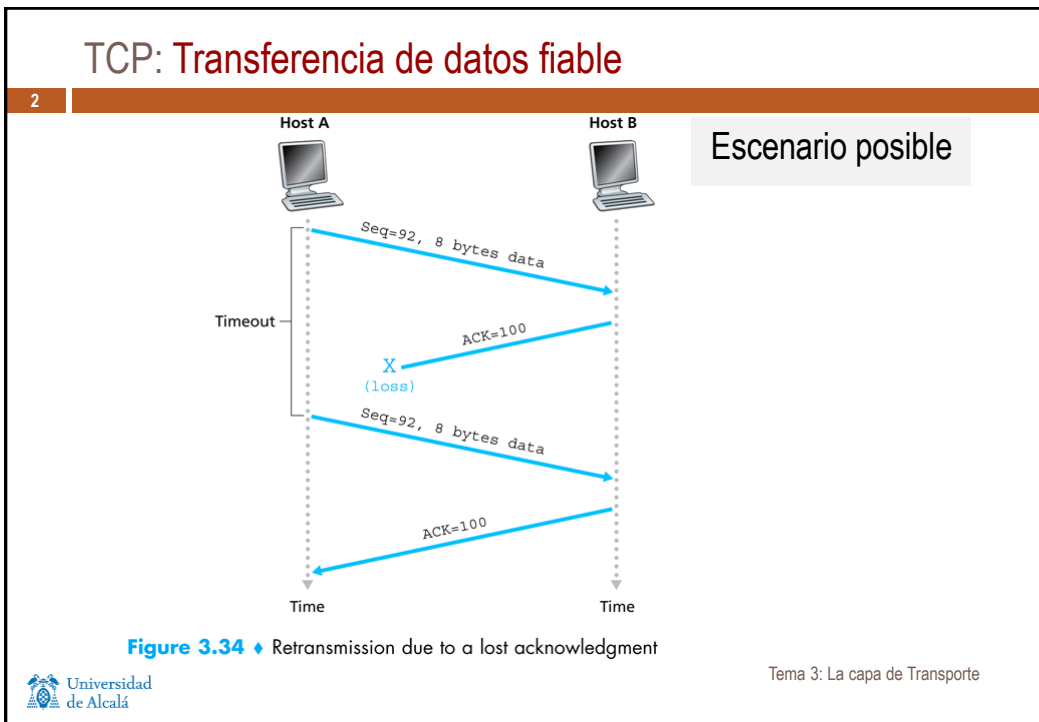 TCP: Transferencia de datos fiable
2
Host A
Host B
Escenario posible
Seq=92, 8 bytes data
Timeout
ACK=100
X
(loss)
Seq=92, 8 bytes data
ACK=100
Time
Time
Figure 3.34 ♦ Retransmission due to a lost acknowledgment
Universidad
de Alcalá
Tema 3: La capa de Transporte